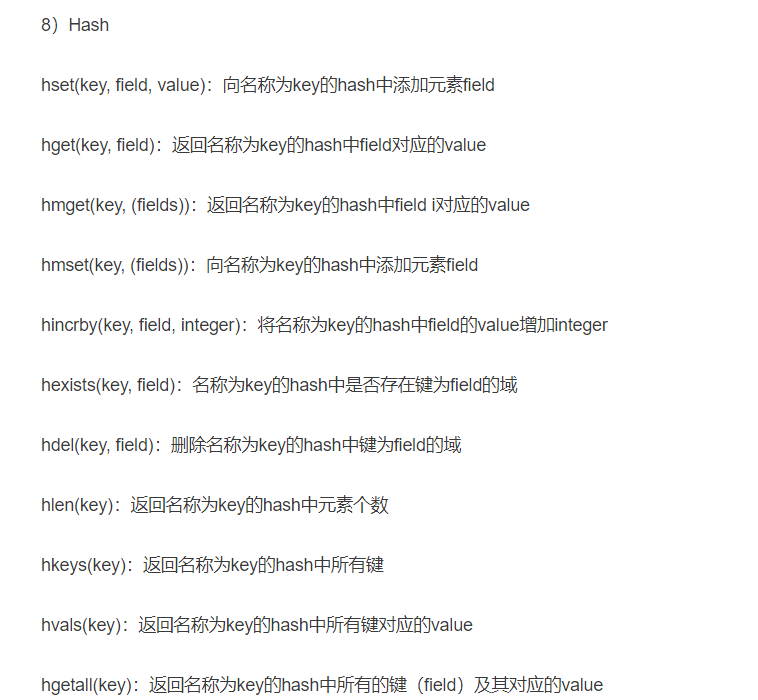 8）Hash
hset(key, field, value)：向名称为key的hash中添加元素field
hget(key, field)：返回名称为key的hash中field对应的value
hmget(key, (fields))：返回名称为key的hash中field i对应的value
hmset(key, (fields))：向名称为key的hash中添加元素field
hincrby(key, field, integer)：将名称为key的hash中field的value增加integer
hexists(key, field)：名称为key的hash中是否存在键为field的域
hdel(key, field)：删除名称为key的hash中键为field的域
hlen(key)：返回名称为key的hash中元素个数
hkeys(key)：返回名称为key的hash中所有键
hvals(key)：返回名称为key的hash中所有键对应的value
hgetall(key)：返回名称为key的hash中所有的键（field）及其对应的value